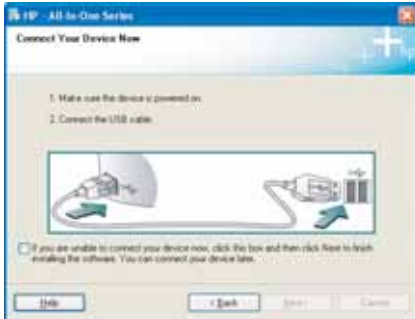 HP - All-In-One Series
Connect Your Device Now
1. Make sure the device is powered on.
2. Connect the USB cable.
If you are unable to connect your device now, click this box and then click Next to finish
installing the software. You can connect your device later.
Help
< Back
Next >
Cancel